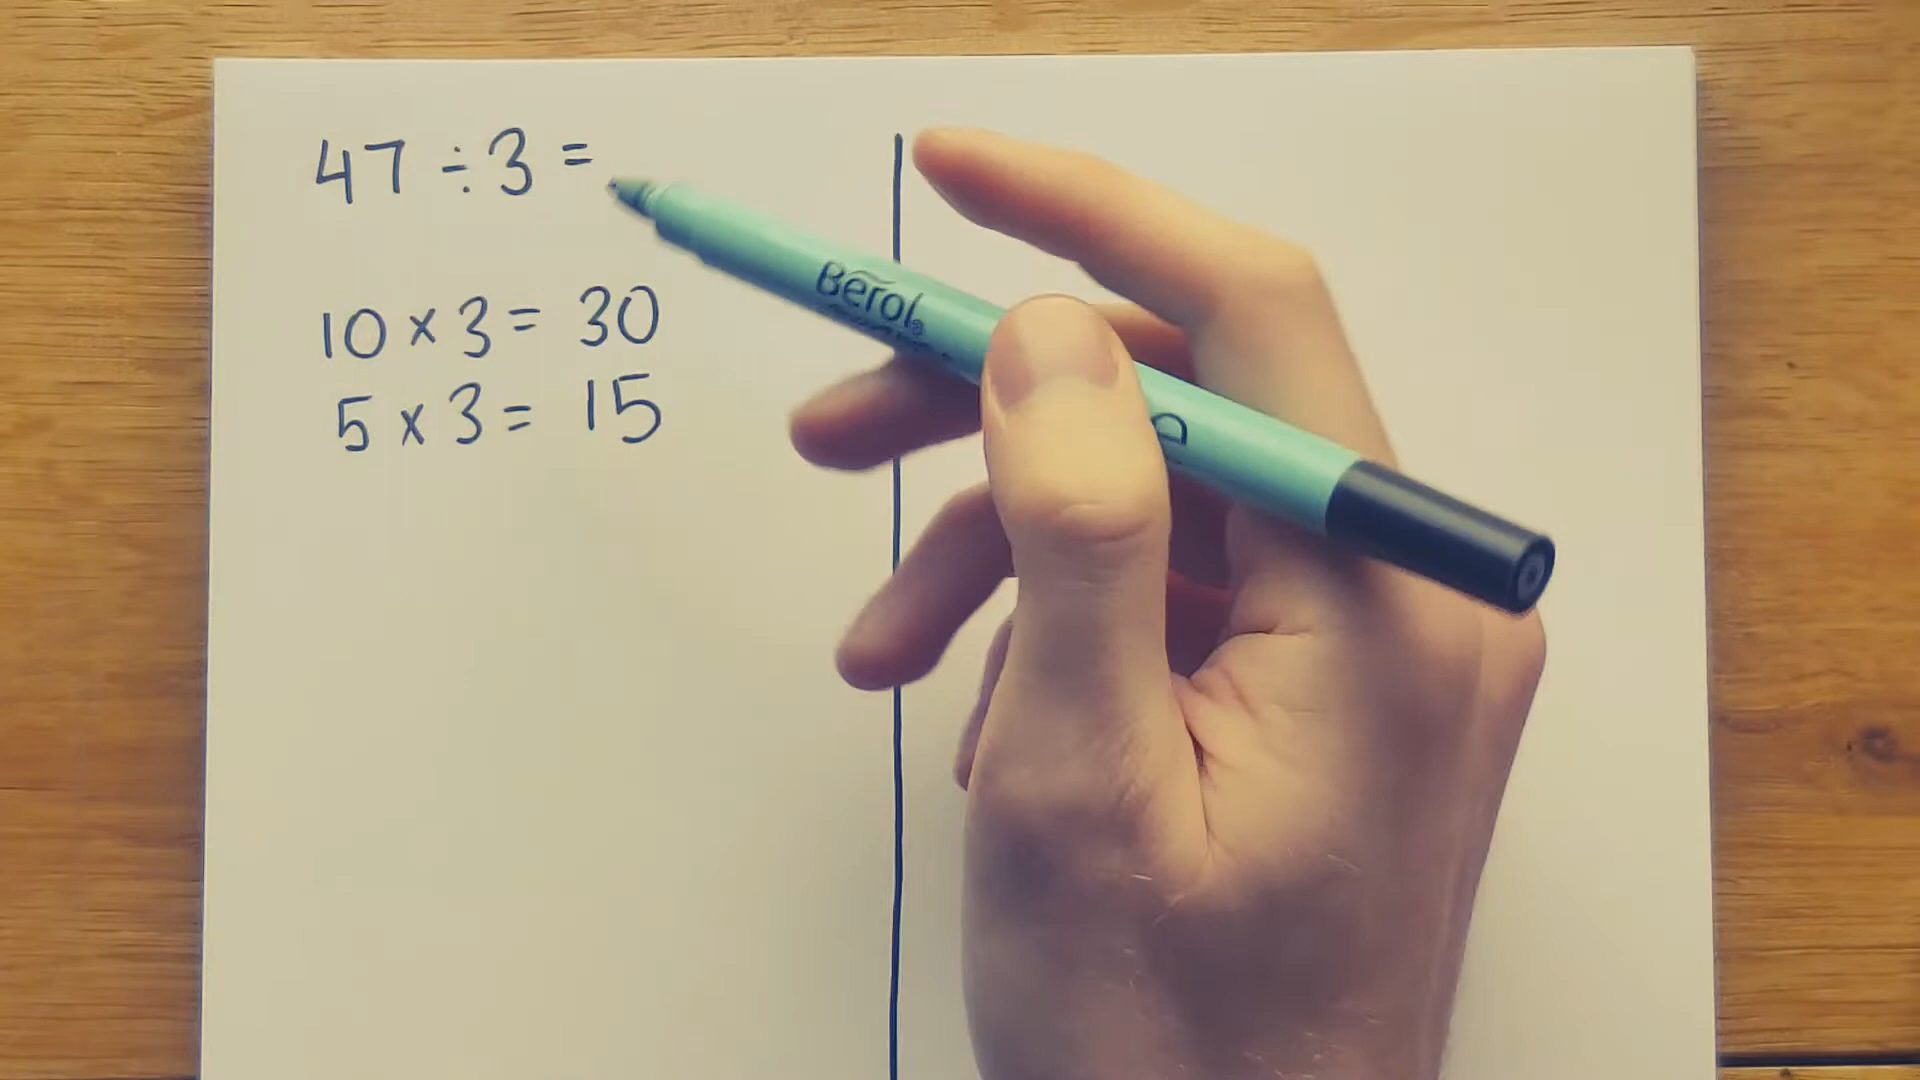 47 ÷ 3 =
10 × 3 = 30
5 × 3 = 15
Berol